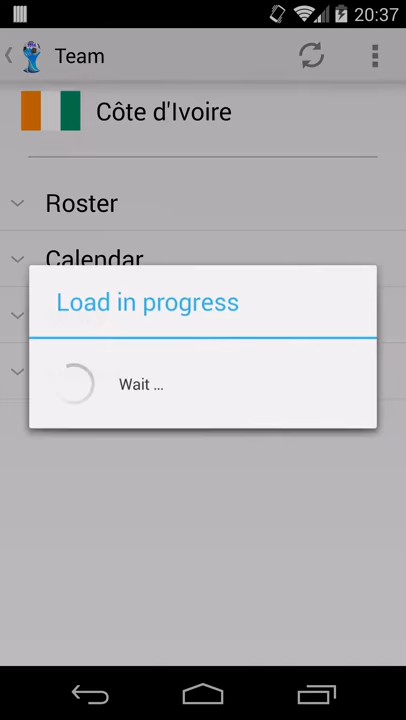 20:37
Team
Côte d'Ivoire
Roster
Calendar
Load in progress
Wait ...